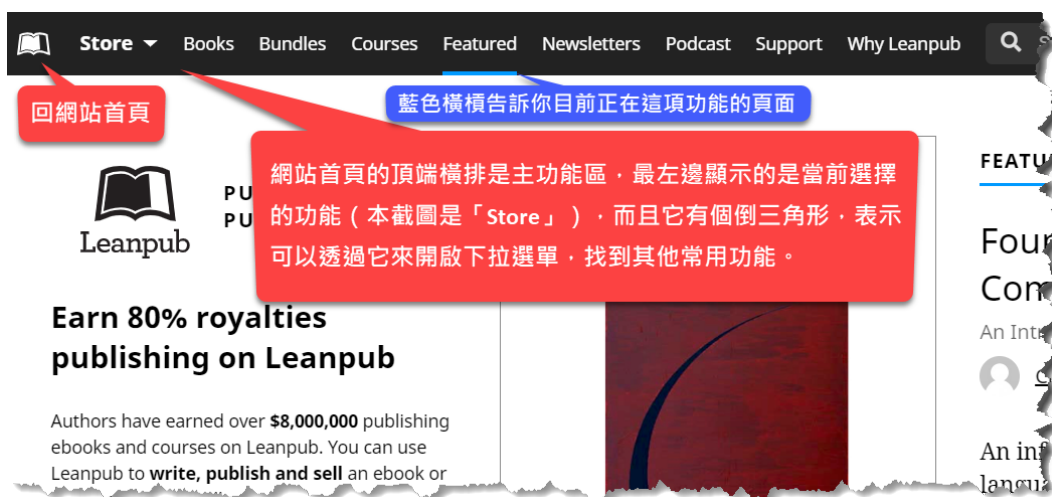 Store Books Bundles Courses Featured Newsletters Podcast Support Why Leanpub
回網站首頁
藍色橫槓告訴你目前正在這項功能的頁面
網站首頁的頂端橫排是主功能區，最左邊顯示的是當前選擇
的功能（本截圖是「Store」），而且它有個倒三角形，表示
可以透過它來開啟下拉選單，找到其他常用功能。
Leanpub
PU
PU
Earn 80% royalties
publishing on Leanpub
Authors have earned over $8,000,000 publishing
ebooks and courses on Leanpub. You can use
Leanpub to write, publish and sell an ebook or
FEATU
Four
Com
An Intr
An inf
langua